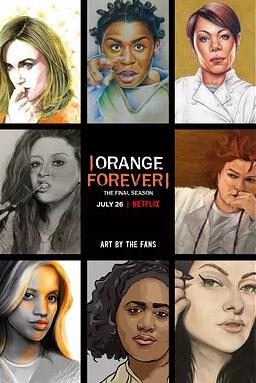 ORANGE
FOREVER
THE FINAL SEASON
JULY 26 | NETFLIX
ART BY THE FANS